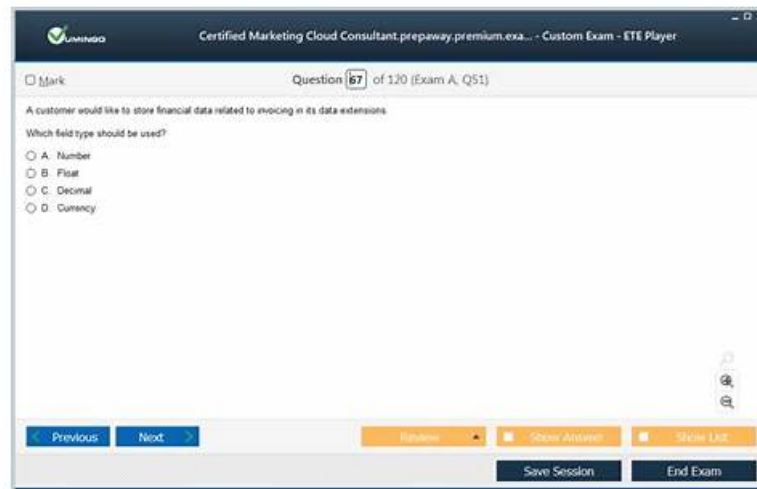 VUMINGO
Certified Marketing Cloud Consultant.prepaway.premium.exa... - Custom Exam - ETE Player
Mark
Question 67 of 120 (Exam A, Q51)
A customer would like to store financial data related to invoicing in its data extensions.
Which field type should be used?
A. Number
B. Float
C. Decimal
D. Currency
Previous
Next
Review
Show Answer
Show List
Save Session
End Exam